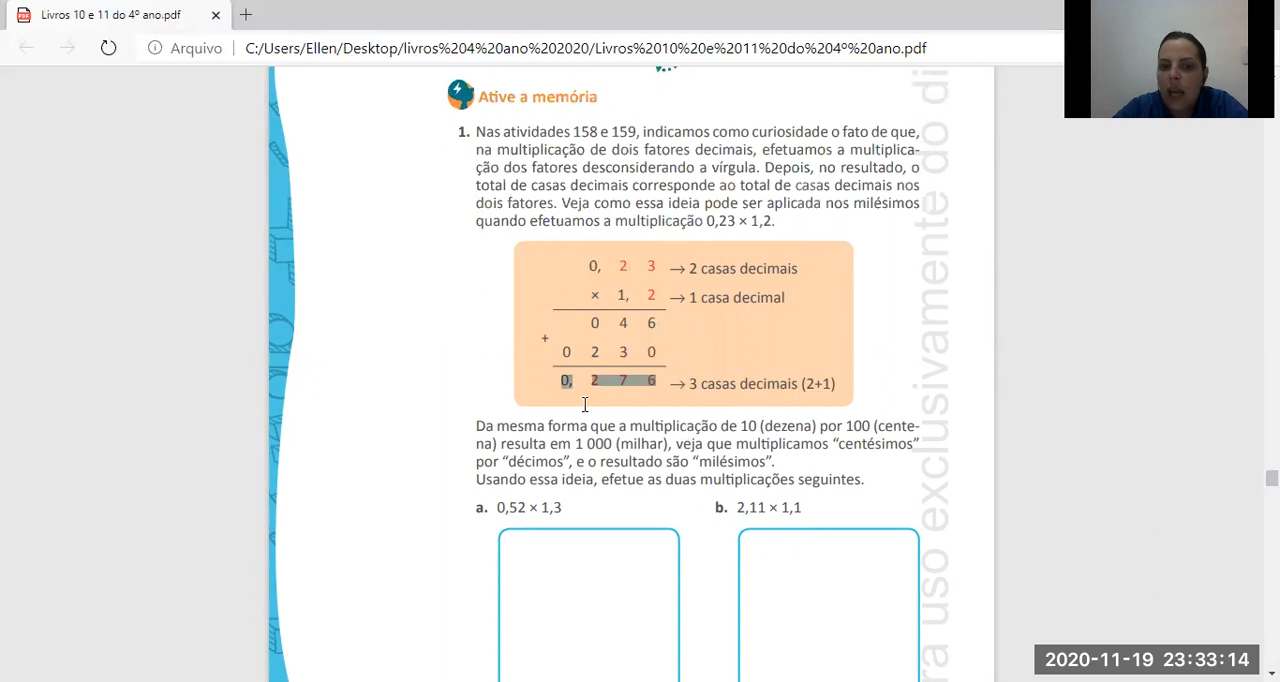 Livros 10 e 11 do 4º ano.pdf
Arquivo
C:/Users/Ellen/Desktop/livros%204%20ano%202020/Livros%2010%20e%2011%20do%204º%20ano.pdf
Ative a memória
1. Nas atividades 158 e 159, indicamos como curiosidade o fato de que,
na multiplicação de dois fatores decimais, efetuamos a multiplica-
ção dos fatores desconsiderando a vírgula. Depois, no resultado, o
total de casas decimais corresponde ao total de casas decimais nos
dois fatores. Veja como essa ideia pode ser aplicada nos milésimos
quando efetuamos a multiplicação 0,23 × 1,2.
0, 2 3 → 2 casas decimais
× 1, 2 → 1 casa decimal
0 4 6
+
0 2 3 0
0, 2 7 6 → 3 casas decimais (2+1)
Da mesma forma que a multiplicação de 10 (dezena) por 100 (cente-
na) resulta em 1 000 (milhar), veja que multiplicamos “centésimos”
por “décimos”, e o resultado são “milésimos”.
Usando essa ideia, efetue as duas multiplicações seguintes.
a. 0,52 × 1,3
b. 2,11 × 1,1
ra uso exclusivamente do di
2020-11-19 23:33:14